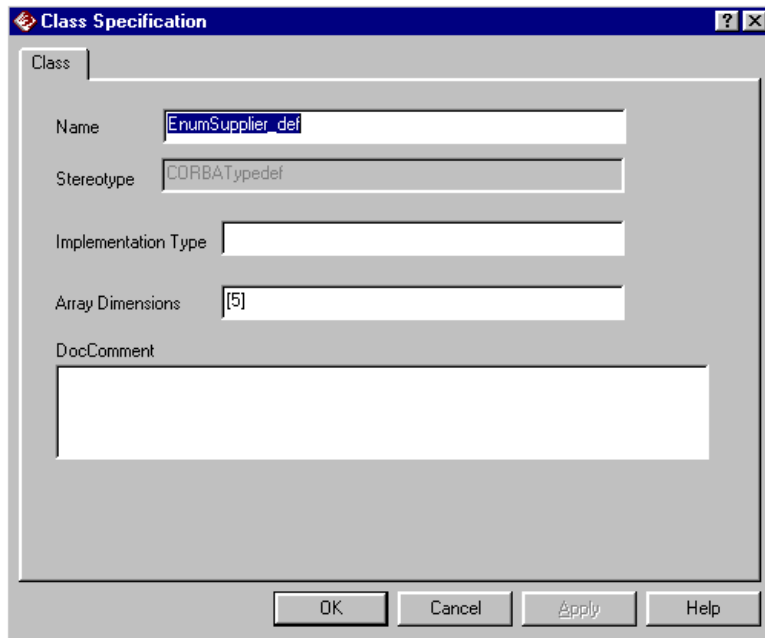 Class Specification
Class
Name EnumSupplier_def
Stereotype CORBATypedef
Implementation Type
Array Dimensions [5]
DocComment
OK Cancel Apply Help